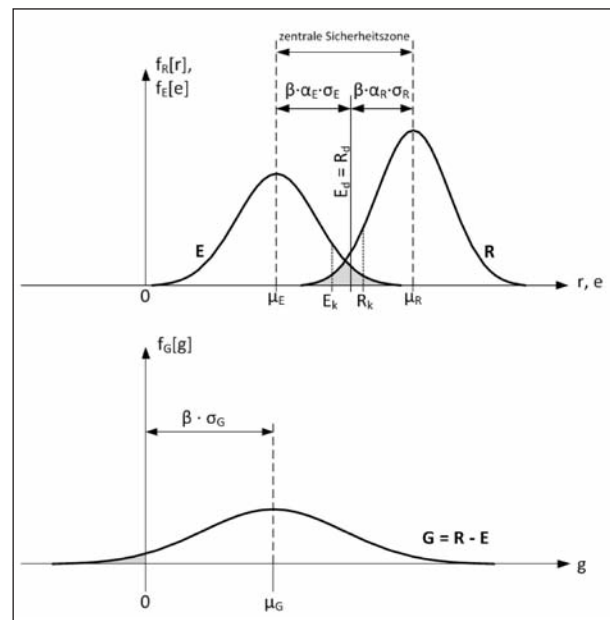 zentrale Sicherheitszone
f_R[r],
f_E[e]
β·α_E·σ_E
β·α_R·σ_R
E_d = R_d
E
R
0
μ_E
E_k
R_k
μ_R
r, e
f_G[g]
β · σ_G
G = R - E
0
μ_G
g